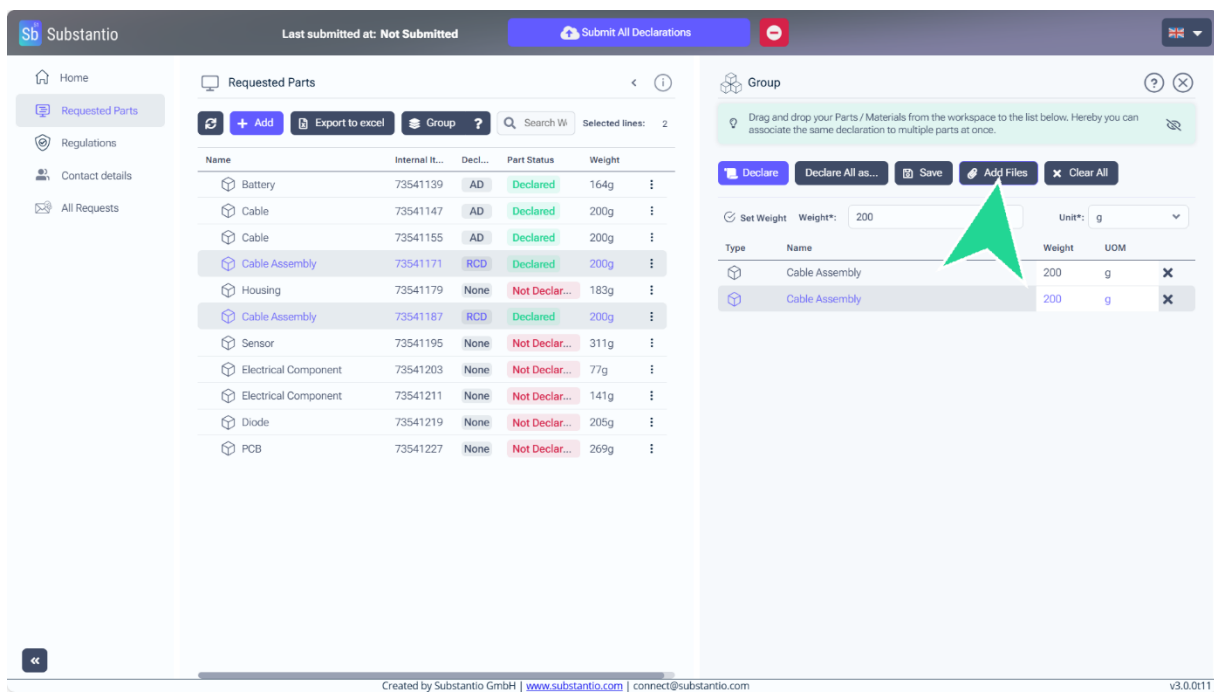 Sb Substantio
Last submitted at: Not Submitted
Submit All Declarations
Home
Requested Parts
Regulations
Contact details
All Requests
Requested Parts
+ Add
Export to excel
Group
?
Search
Selected lines: 2
Name Internal It... Decl... Part Status Weight
Battery 73541139 AD Declared 164g
Cable 73541147 AD Declared 200g
Cable 73541155 AD Declared 200g
Cable Assembly 73541171 RCD Declared 200g
Housing 73541179 None Not Declar... 183g
Cable Assembly 73541187 RCD Declared 200g
Sensor 73541195 None Not Declar... 311g
Electrical Component 73541203 None Not Declar... 77g
Electrical Component 73541211 None Not Declar... 141g
Diode 73541219 None Not Declar... 205g
PCB 73541227 None Not Declar... 269g
Group
Drag and drop your Parts / Materials from the workspace to the list below. Hereby you can
associate the same declaration to multiple parts at once.
Declare
Declare All as...
Save
Add Files
Clear All
Set Weight Weight*: 200 Unit*: g
Type Name Weight UOM
Cable Assembly 200 g
Cable Assembly 200 g
Created by Substantio GmbH | www.substantio.com | connect@substantio.com
v3.0.0t11